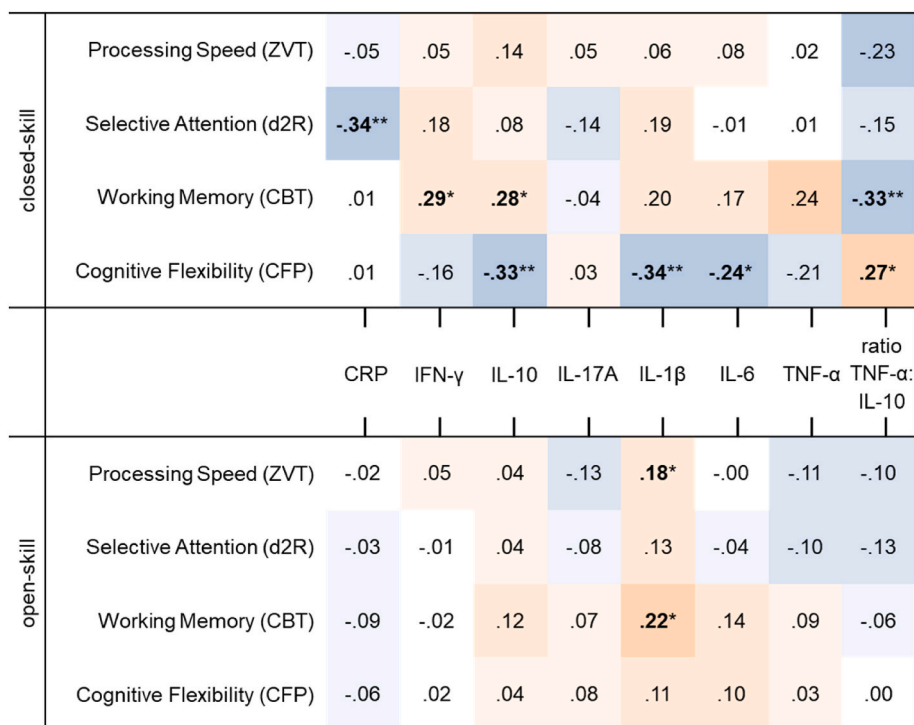 closed-skill
Processing Speed (ZVT) -.05 .05 .14 .05 .06 .08 .02 -.23
Selective Attention (d2R) -.34** .18 .08 -.14 .19 -.01 .01 -.15
Working Memory (CBT) .01 .29* .28* -.04 .20 .17 .24 -.33**
Cognitive Flexibility (CFP) .01 -.16 -.33** .03 -.34** -.24* -.21 .27*
CRP IFN-γ IL-10 IL-17A IL-1β IL-6 TNF-α ratio
TNF-α:
IL-10
open-skill
Processing Speed (ZVT) -.02 .05 .04 -.13 .18* -.00 -.11 -.10
Selective Attention (d2R) -.03 -.01 .04 -.08 .13 -.04 -.10 -.13
Working Memory (CBT) -.09 -.02 .12 .07 .22* .14 .09 -.06
Cognitive Flexibility (CFP) -.06 .02 .04 .08 .11 .10 .03 .00